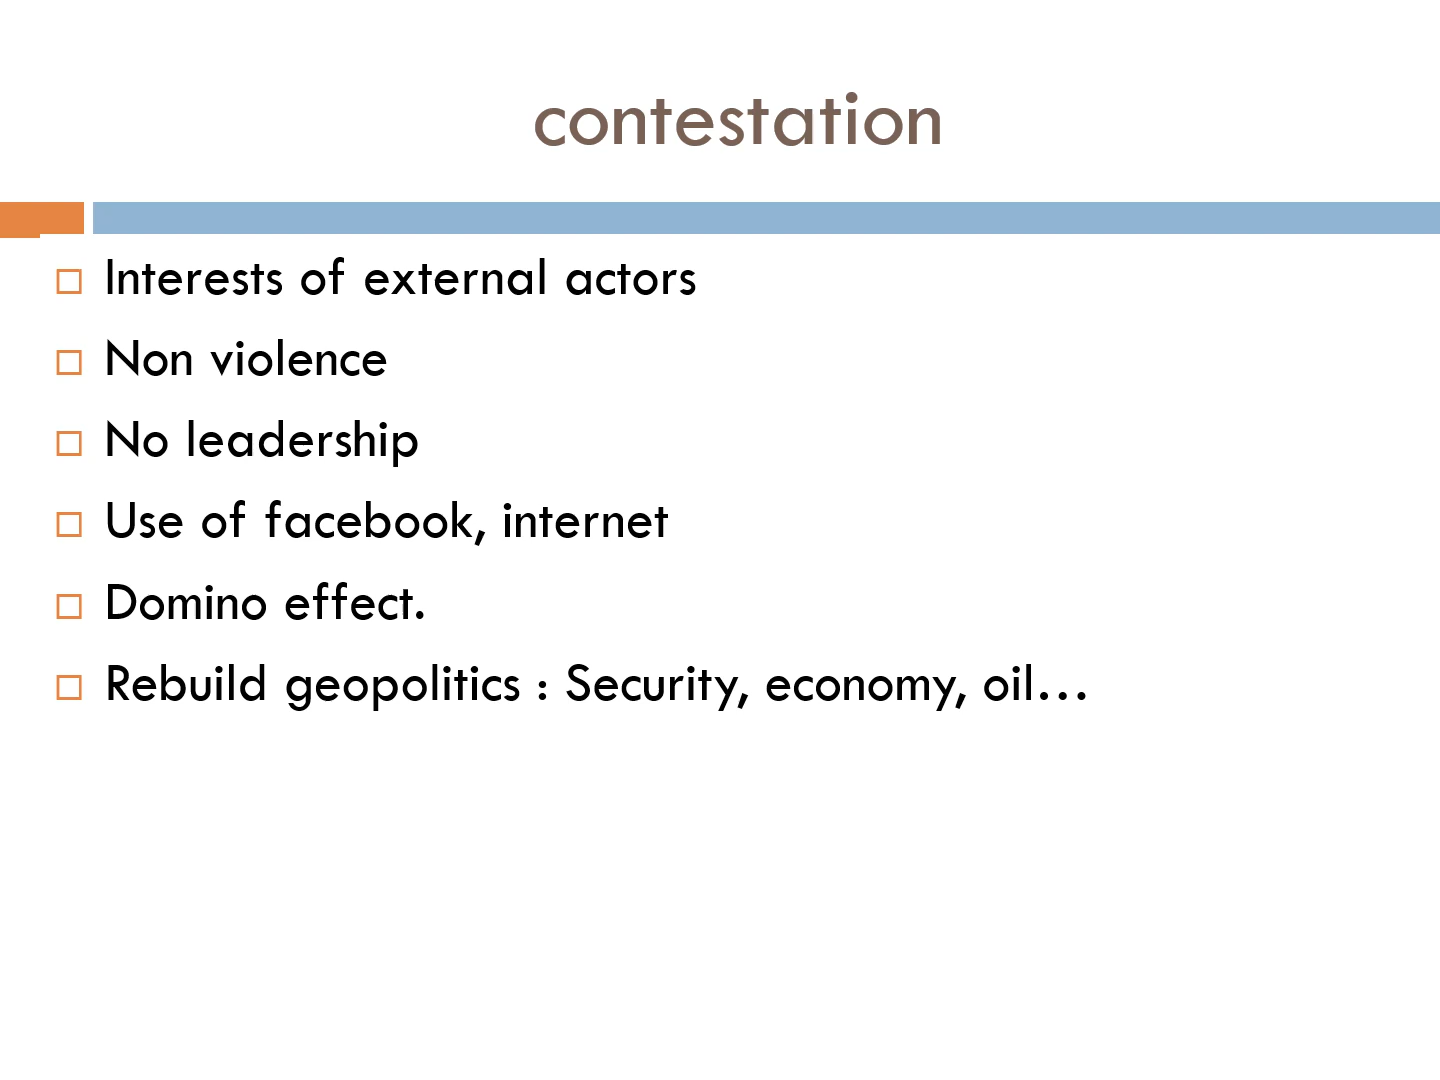 contestation
Interests of external actors
Non violence
No leadership
Use of facebook, internet
Domino effect.
Rebuild geopolitics : Security, economy, oil…